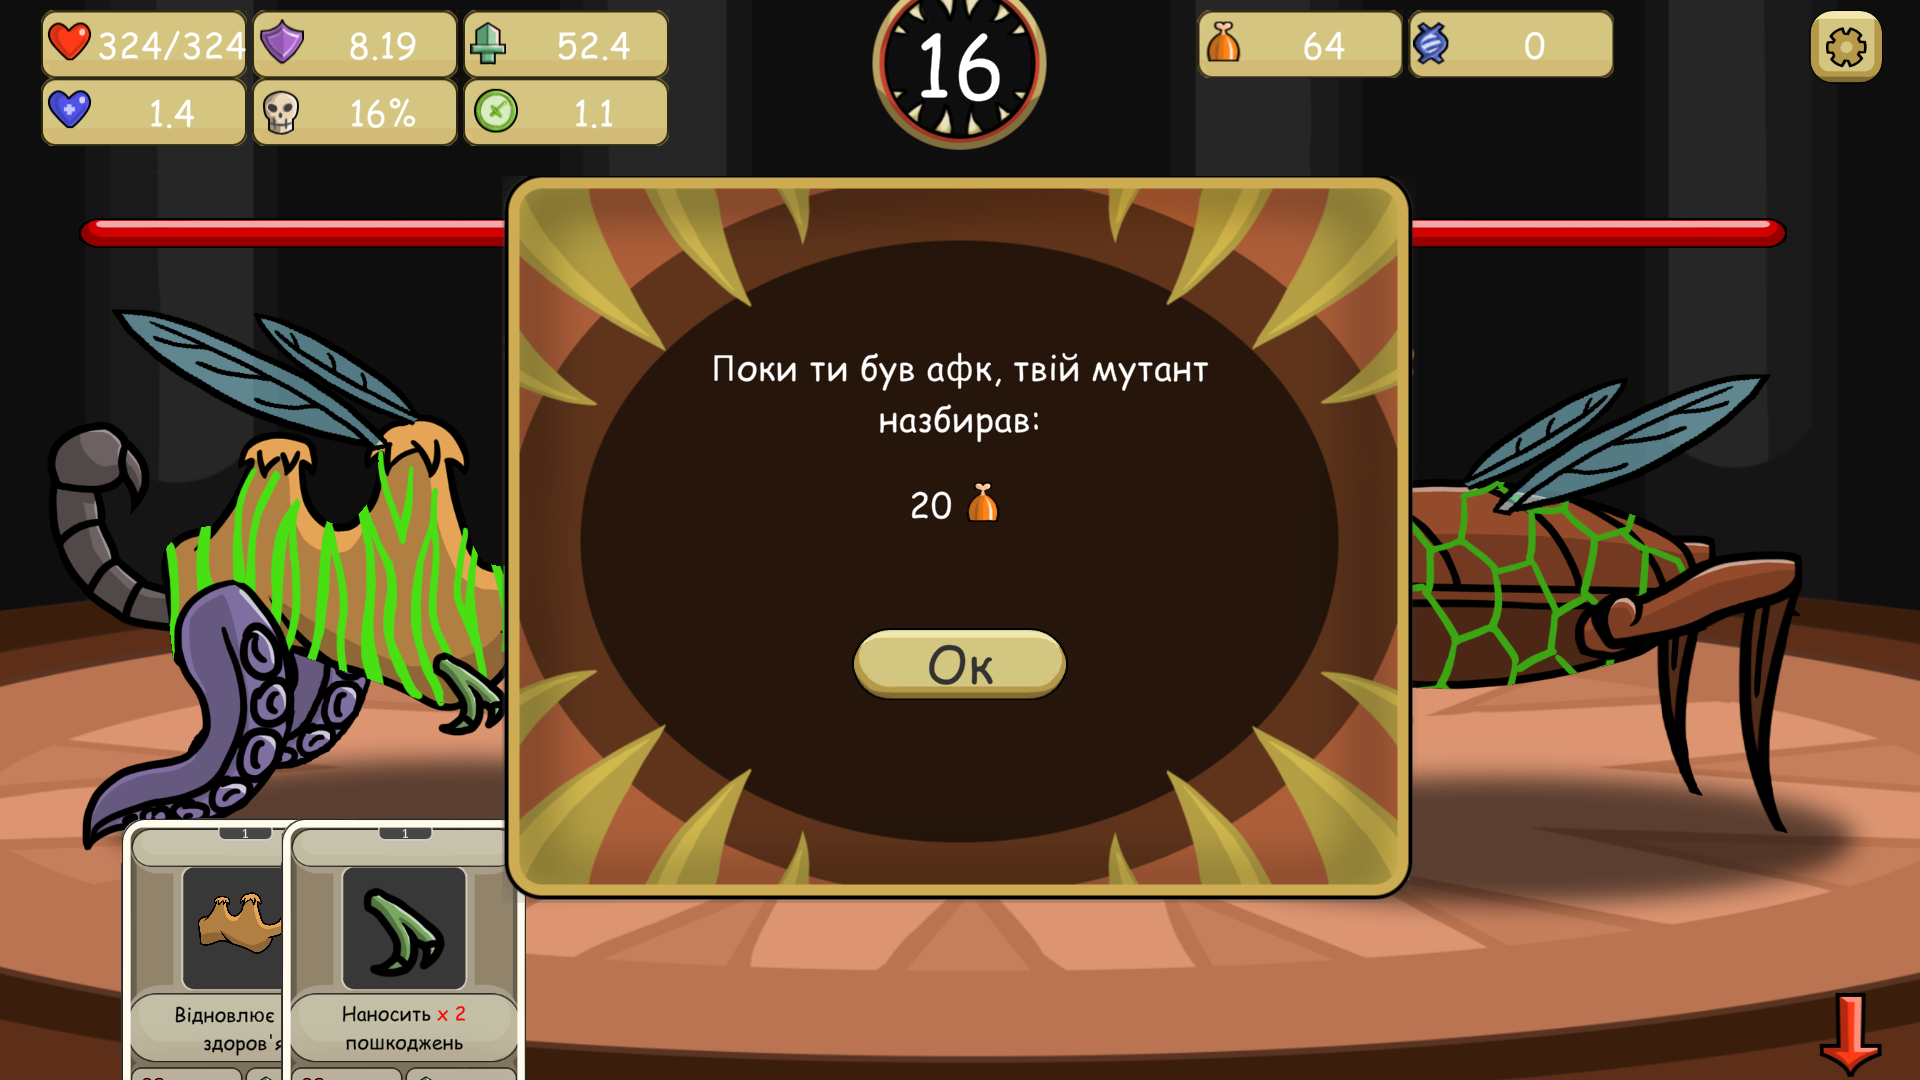 324/324
8.19
52.4
16
64
0
1.4
16%
1.1
Поки ти був афк, твій мутант
назбирав:
20
Ок
1
1
Відновлює
здоров'я
Наносить x 2
пошкоджень